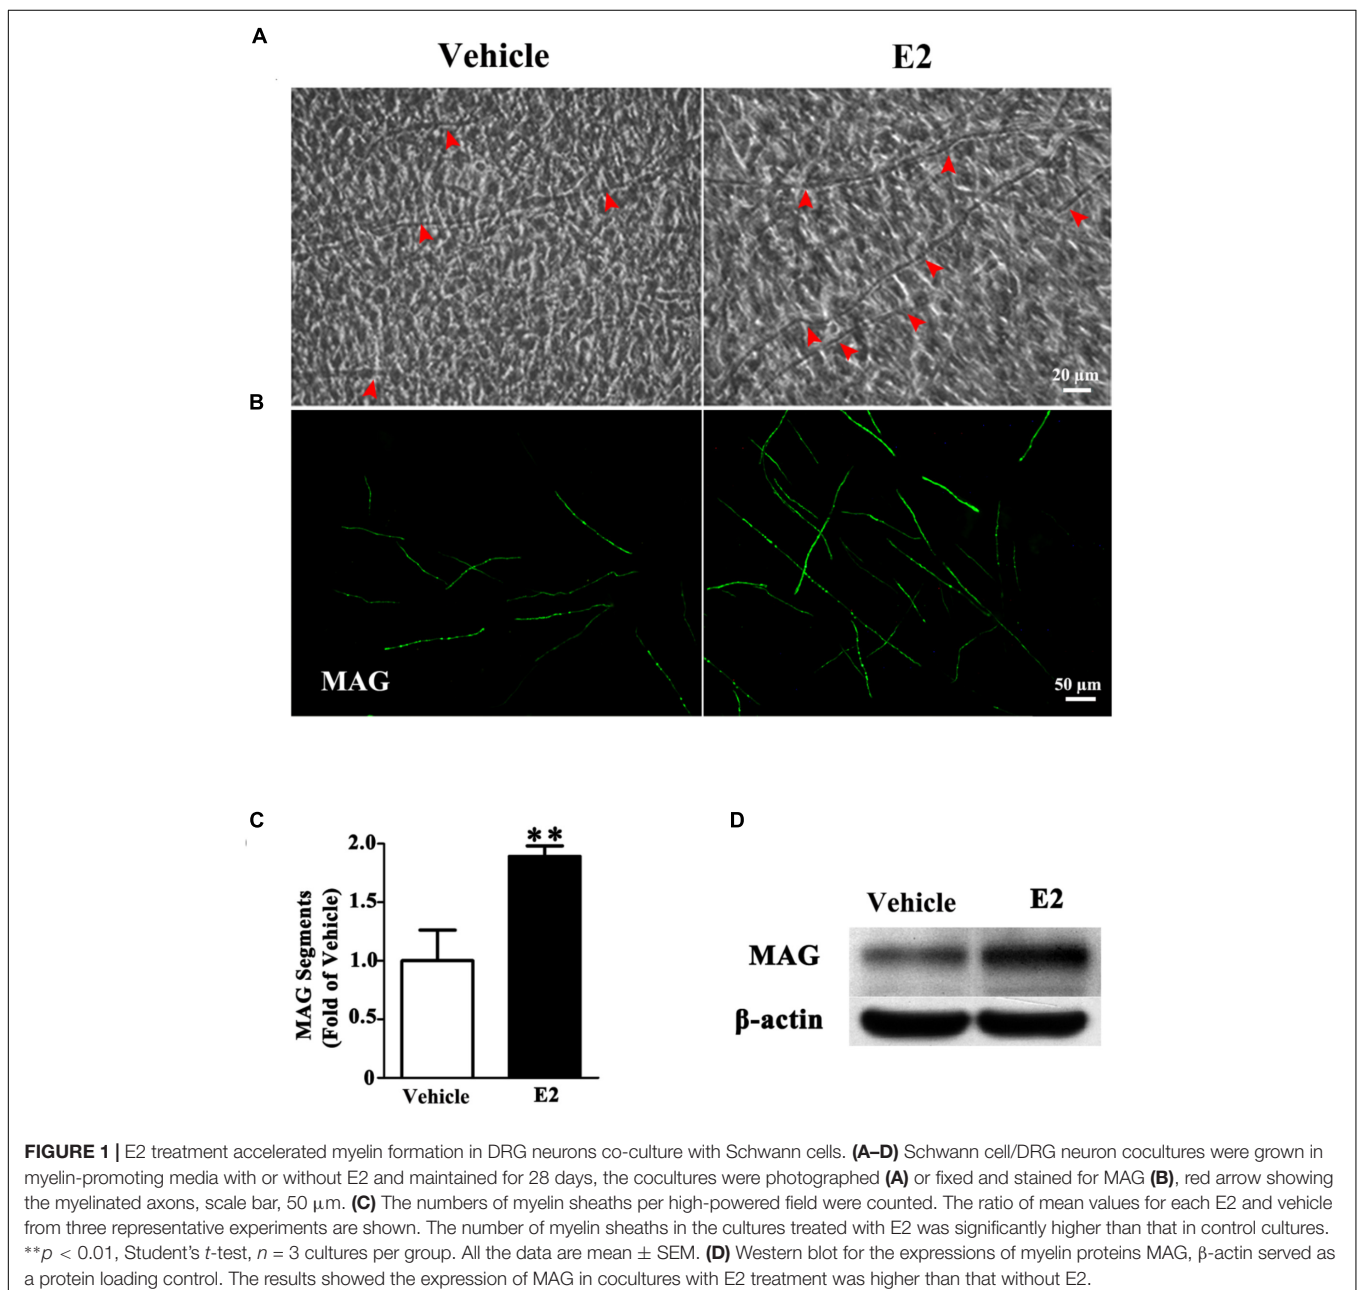 A
Vehicle
E2
20 µm
B
MAG
50 µm
C
D
2.0
1.5
1.0
0.5
0
MAG Segments
(Fold of Vehicle)
**
Vehicle
E2
Vehicle
E2
MAG
β-actin
FIGURE 1 | E2 treatment accelerated myelin formation in DRG neurons co-culture with Schwann cells. (A–D) Schwann cell/DRG neuron cocultures were grown in
myelin-promoting media with or without E2 and maintained for 28 days, the cocultures were photographed (A) or fixed and stained for MAG (B), red arrow showing
the myelinated axons, scale bar, 50 µm. (C) The numbers of myelin sheaths per high-powered field were counted. The ratio of mean values for each E2 and vehicle
from three representative experiments are shown. The number of myelin sheaths in the cultures treated with E2 was significantly higher than that in control cultures.
**p < 0.01, Student's t-test, n = 3 cultures per group. All the data are mean ± SEM. (D) Western blot for the expressions of myelin proteins MAG, β-actin served as
a protein loading control. The results showed the expression of MAG in cocultures with E2 treatment was higher than that without E2.